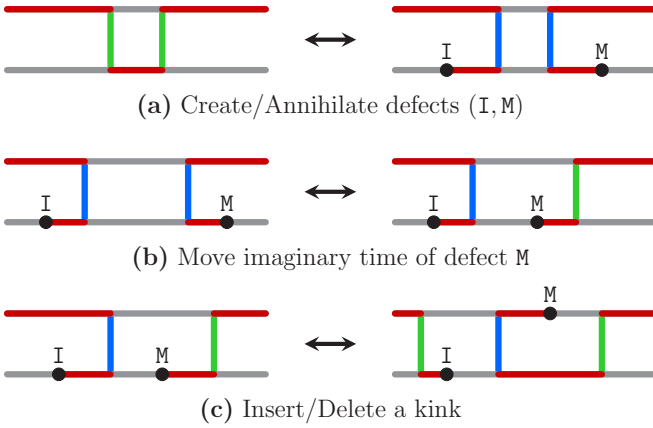 I M
(a) Create/Annihilate defects (I, M)
I M I M
(b) Move imaginary time of defect M
M
I M I
(c) Insert/Delete a kink